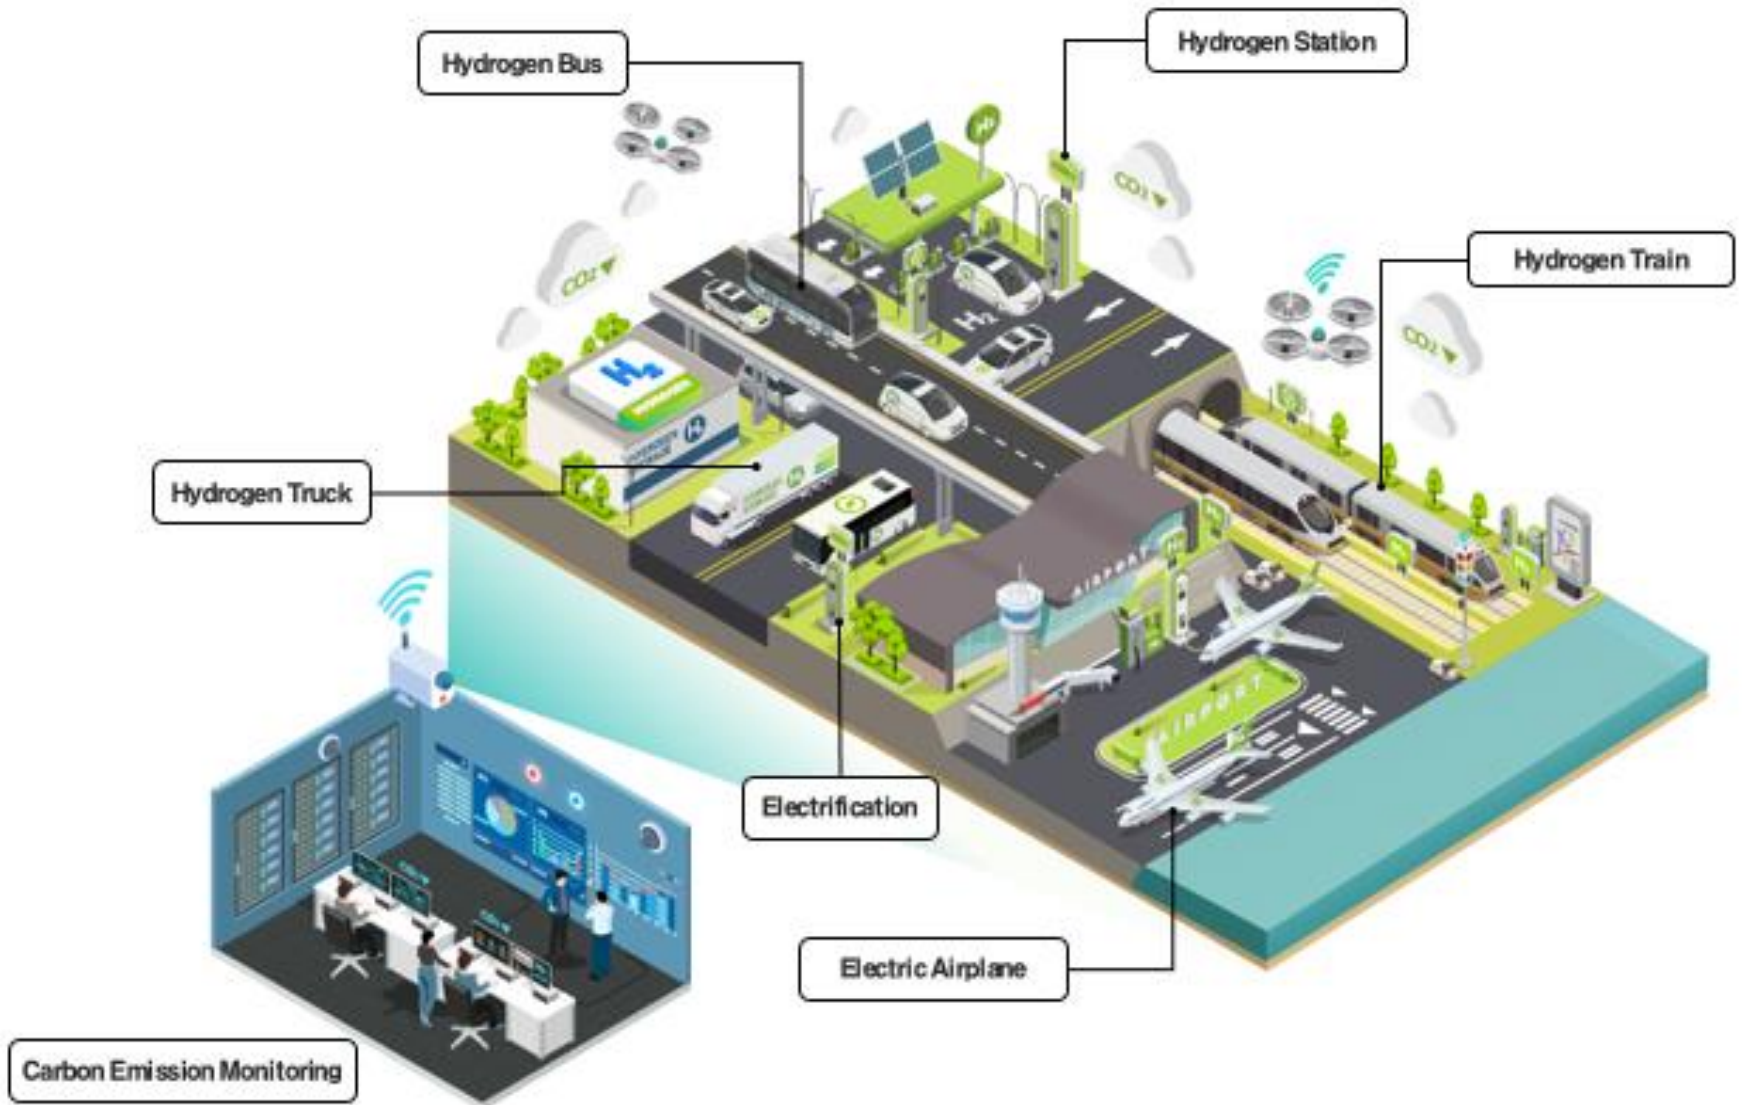 Hydrogen Station
Hydrogen Bus
H₂
CO₂
CO₂
Hydrogen Train
H₂
CO₂
H₂
Hydrogen Truck
AIRPORT
AIRPORT
Electrification
Electric Airplane
Carbon Emission Monitoring